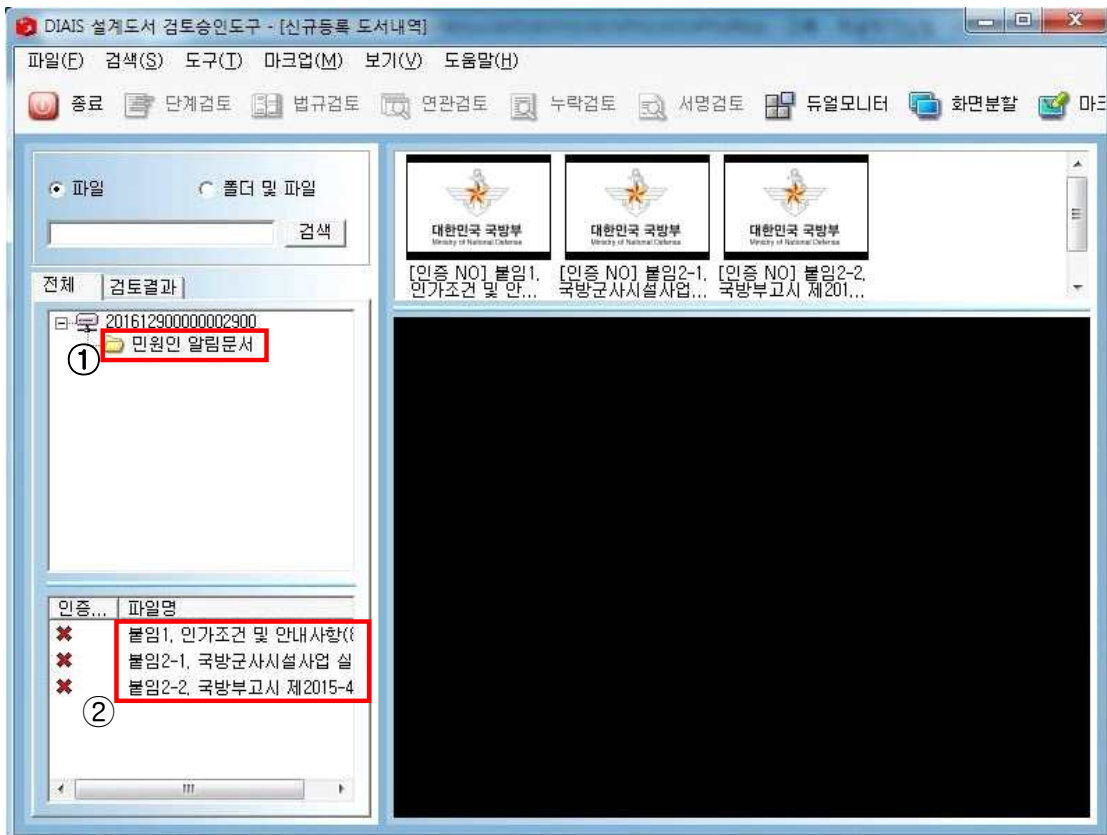 DIAIS 설계도서 검토승인도구 - [신규등록 도서내역]
파일(F) 검색(S) 도구(T) 마크업(M) 보기(V) 도움말(H)
종료 단계검토 법규검토 연관검토 누락검토 서명검토 듀얼모니터 화면분할 마크
파일 폴더 및 파일
검색
대한민국 국방부 대한민국 국방부 대한민국 국방부
Ministry of National Defense Ministry of National Defense Ministry of National Defense
[인증 NO] 붙임1, [인증 NO] 붙임2-1, [인증 NO] 붙임2-2,
인가조건 및 안... 국방군사시설사업... 국방부고시 제201...
전체 검토결과
201612900000002900
① 민원인 알림문서
인증... 파일명
붙임1, 인가조건 및 안내사항(
붙임2-1, 국방군사시설사업 실
붙임2-2, 국방부고시 제2015-4
②